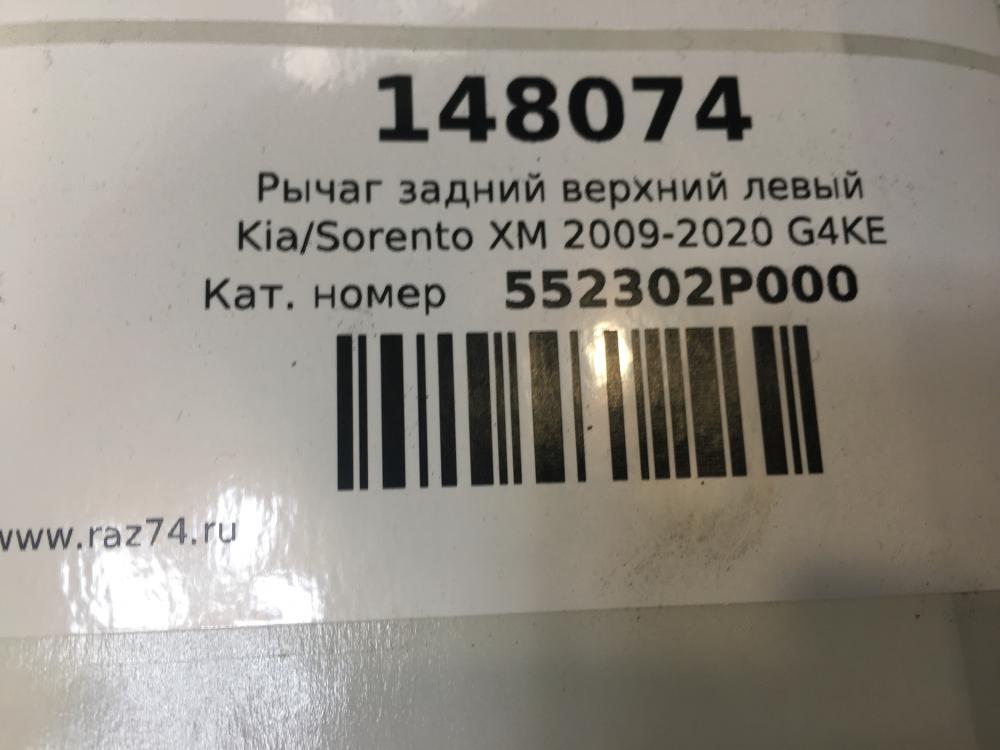 148074
Рычаг задний верхний левый
Kia/Sorento XM 2009-2020 G4KE
Кат. номер 552302P000
www.raz74.ru